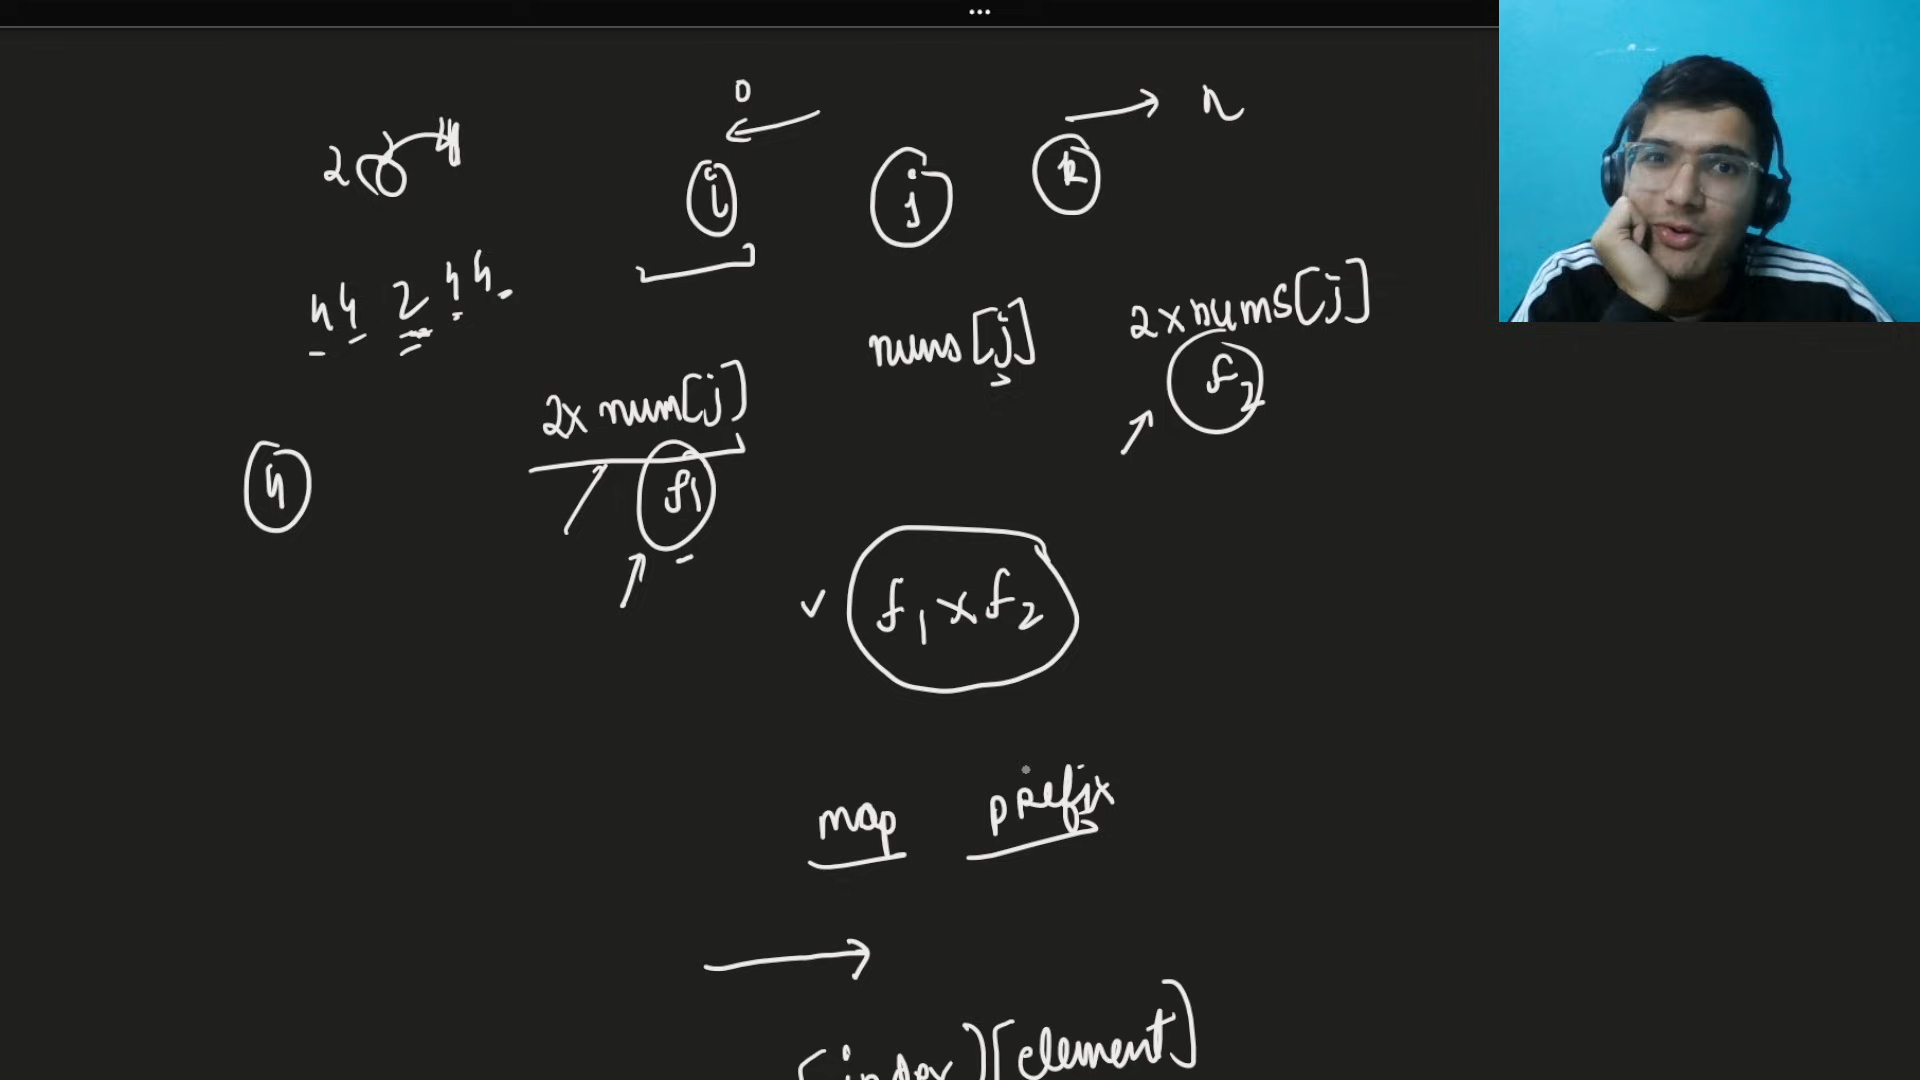 0
n
2
i j k
4 4 2 4 4
nums[j] 2 x nums[j]
2x num[j] f2
4 f1
f1 x f2
map prefix
[index][element]